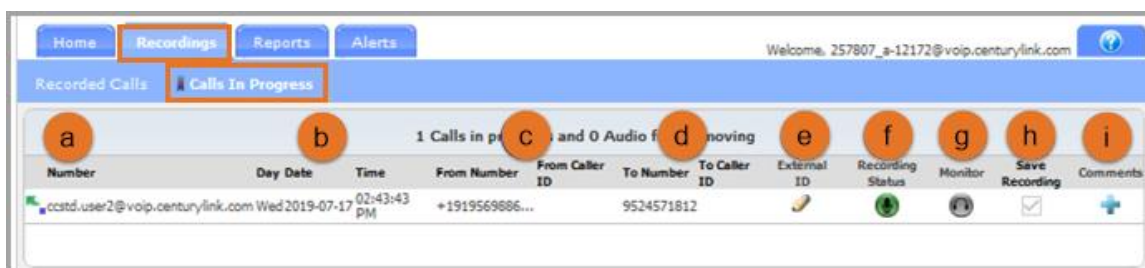 Home Recordings Reports Alerts
Welcome, 257807_a-12172@voip.centurylink.com ?
Recorded Calls Calls In Progress
a b c d e f g h i
1 Calls in and 0 Audio moving
Number Day Date Time From Number From Caller ID To Number To Caller ID External ID Recording Status Monitor Save Recording Comments
ccstd.user2@voip.centurylink.com Wed 2019-07-17 02:43:43 PM +1919569886... 9524571812